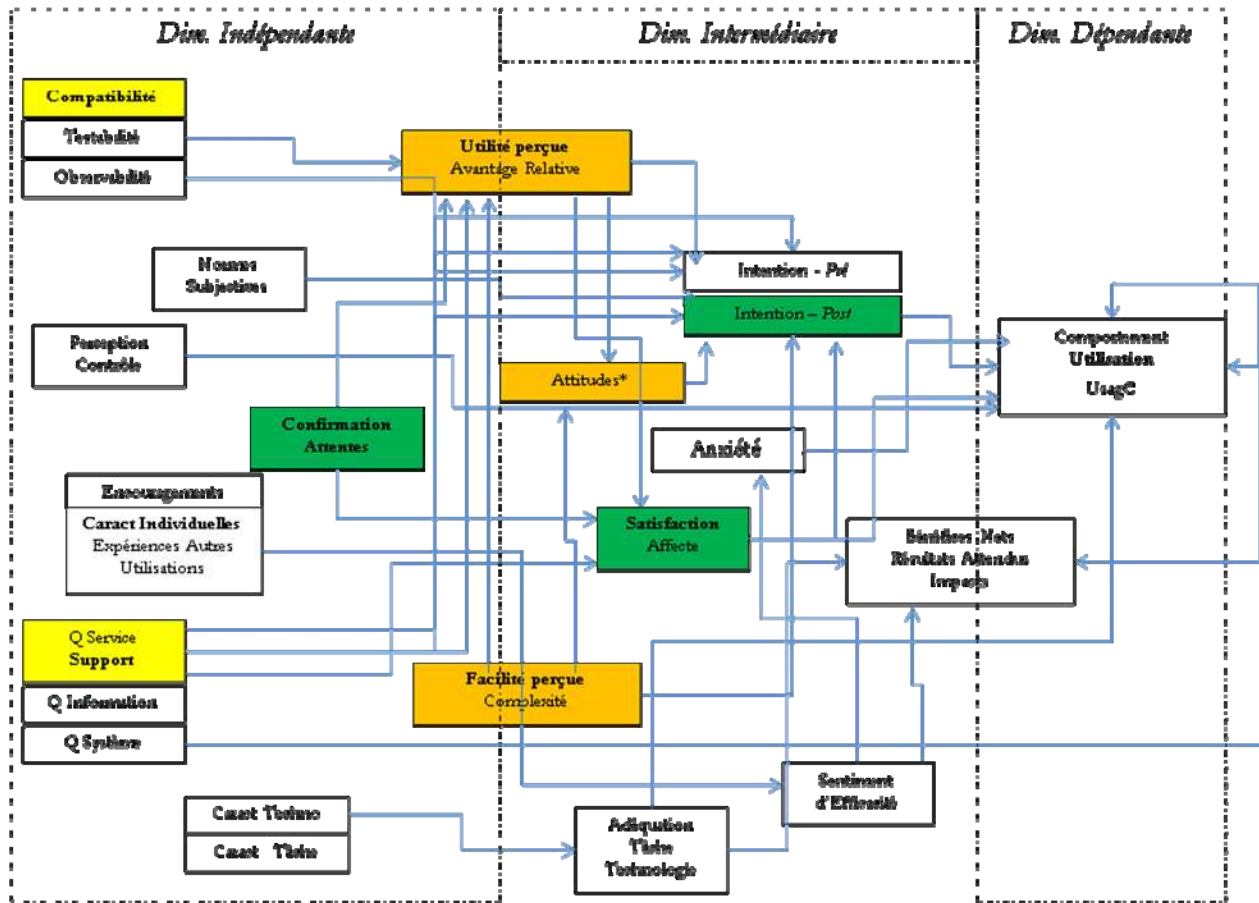 Dim. Indépendante
Dim. Intermédiaire
Dim. Dépendante
Compatibilité
Testabilité
Observabilité
Utilité perçue
Avantage Relative
Normes
Subjectives
Intention - Pré
Intention – Post
Perception
Contrôle
Comportement
Utilisation
UsagC
Attitudes*
Confirmation
Attentes
Anxiété
Encouragements
Caract Individuelles
Expériences Autres
Utilisations
Satisfaction
Affecte
Bénéfices Nets
Résultats Attendus
Impacts
Q Service
Support
Q Information
Q Système
Facilité perçue
Complexité
Sentiment
d'Efficacité
Caract Techno
Caract Tâche
Adéquation
Tâche
Technologie